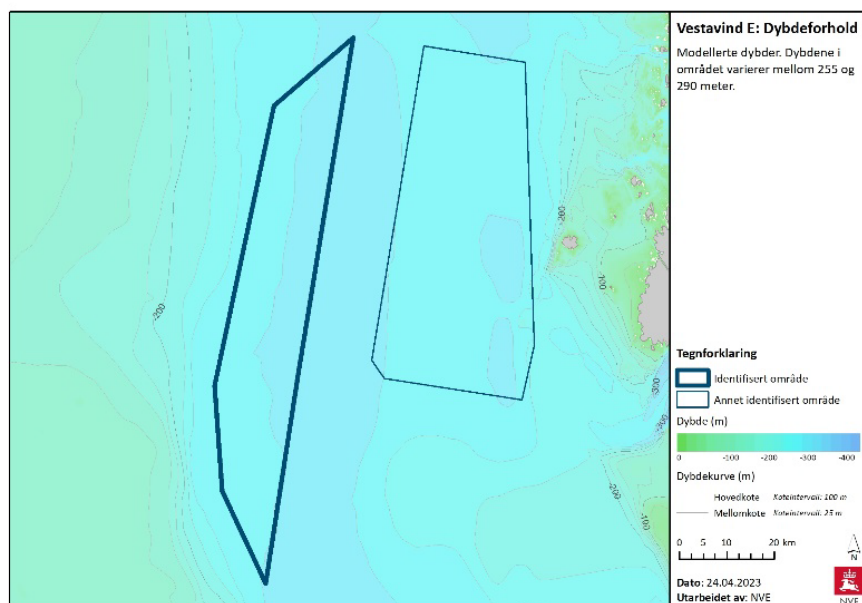 Vestavind E: Dybdeforhold
Modellerte dybder. Dybdene i
området varierer mellom 255 og
290 meter.
-200
-200
-100
-300
-300
-200
-100
Tegnforklaring
Identifisert område
Annet identifisert område
Dybde (m)
0 -100 -200 -300 -400
Dybdekurve (m)
Hovedkote Koteintervall: 100 m
Mellomkote Koteintervall: 25 m
0 5 10 20 km
N
Dato: 24.04.2023
Utarbeidet av: NVE
NVE